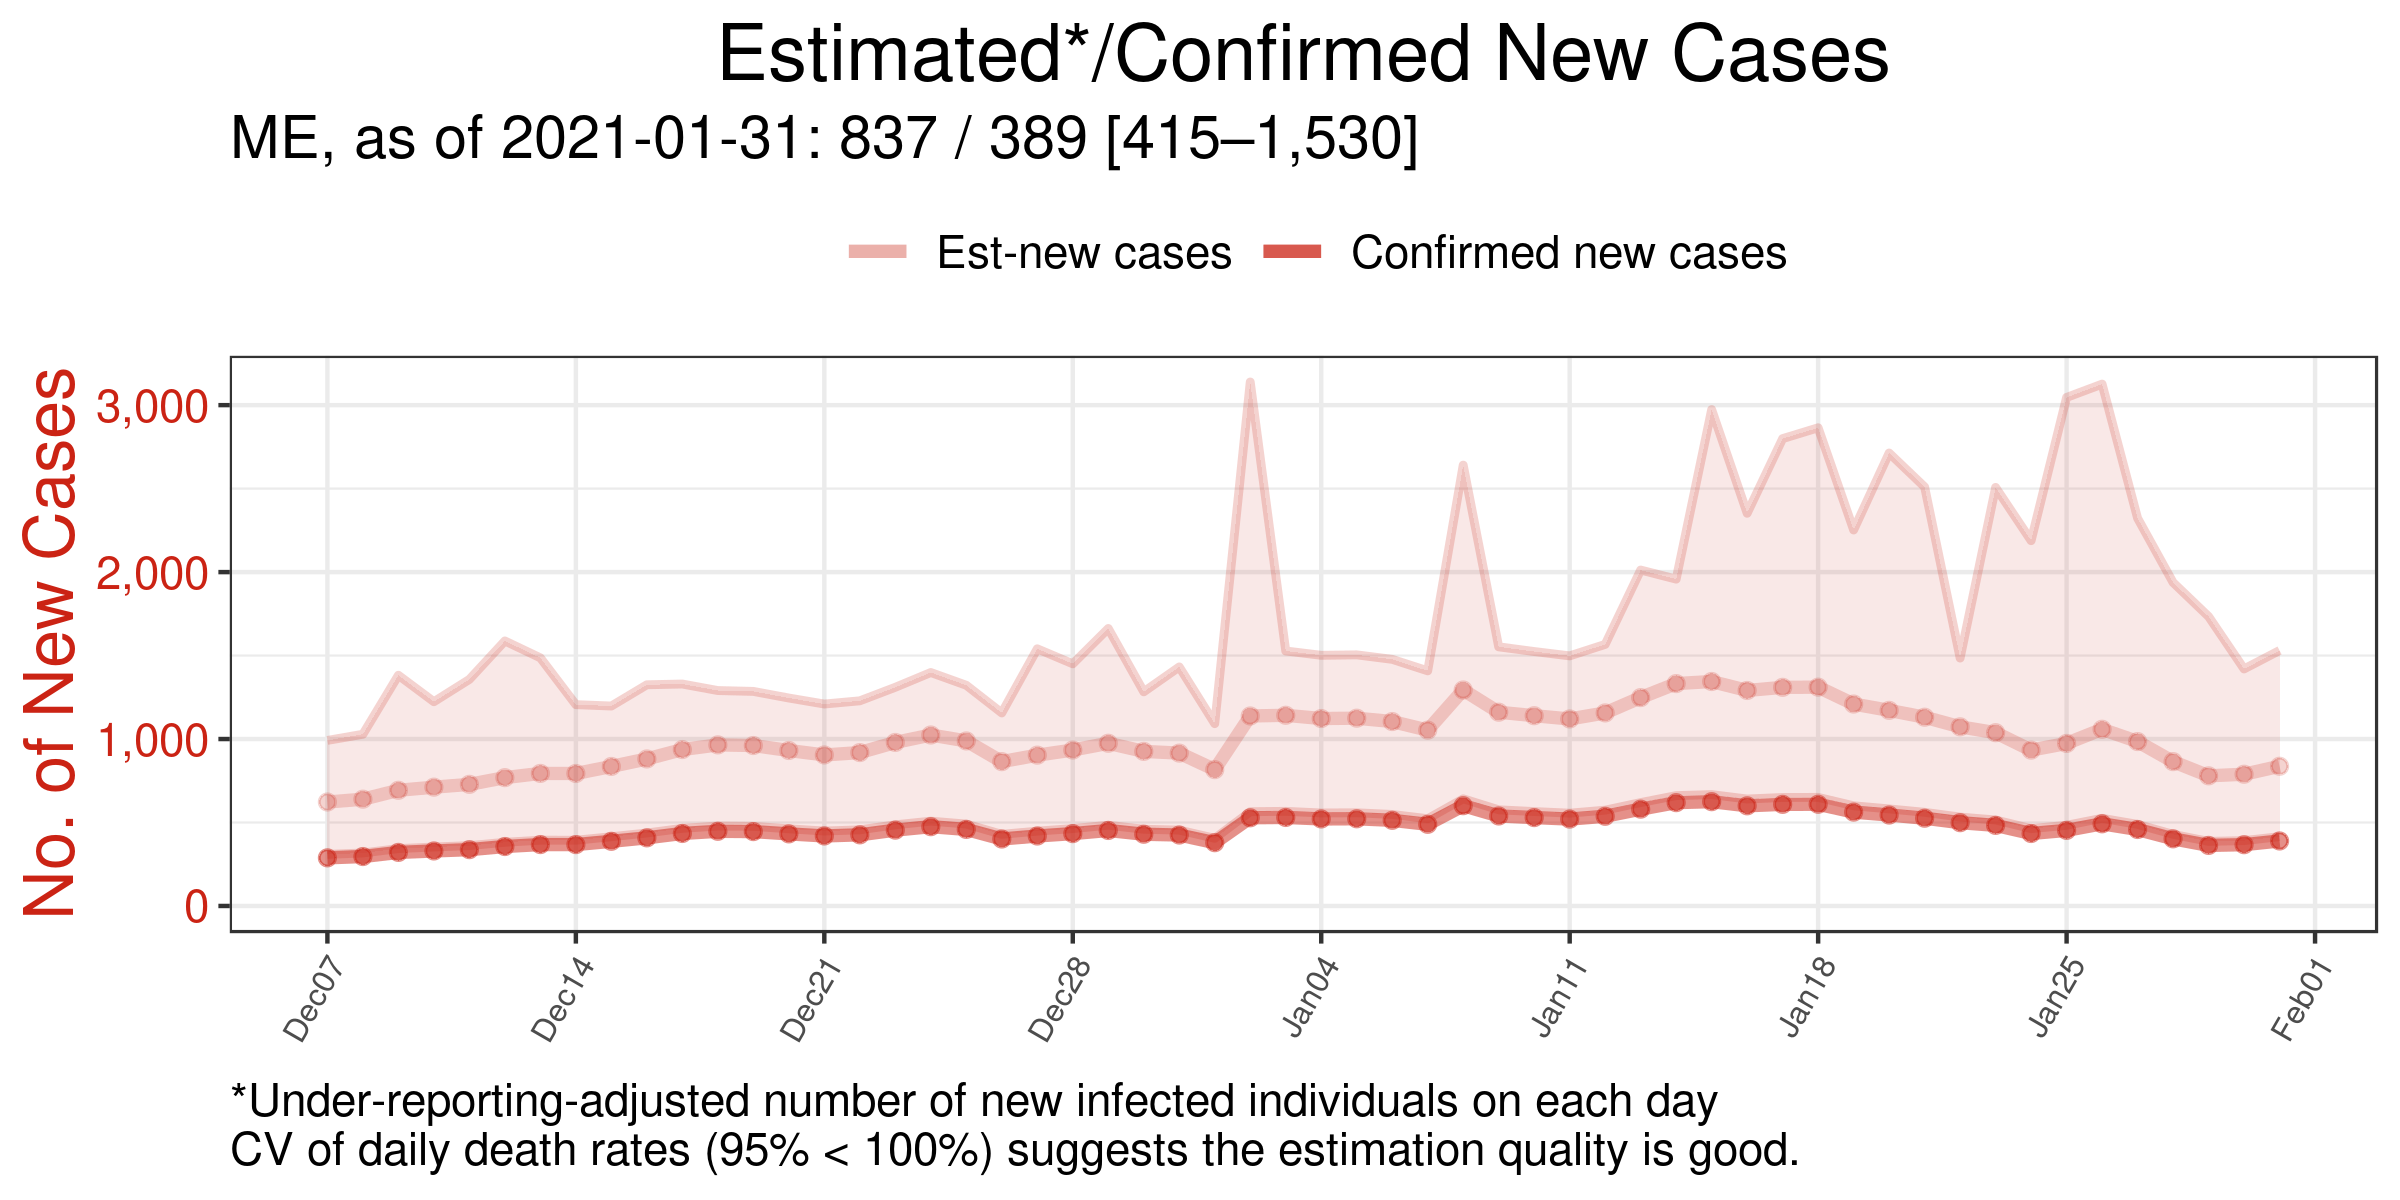 Estimated*/Confirmed New Cases
ME, as of 2021-01-31: 837 / 389 [415–1,530]
Est-new cases Confirmed new cases
No. of New Cases
3,000
2,000
1,000
0
Dec07 Dec14 Dec21 Dec28 Jan04 Jan11 Jan18 Jan25 Feb01
*Under-reporting-adjusted number of new infected individuals on each day
CV of daily death rates (95% < 100%) suggests the estimation quality is good.